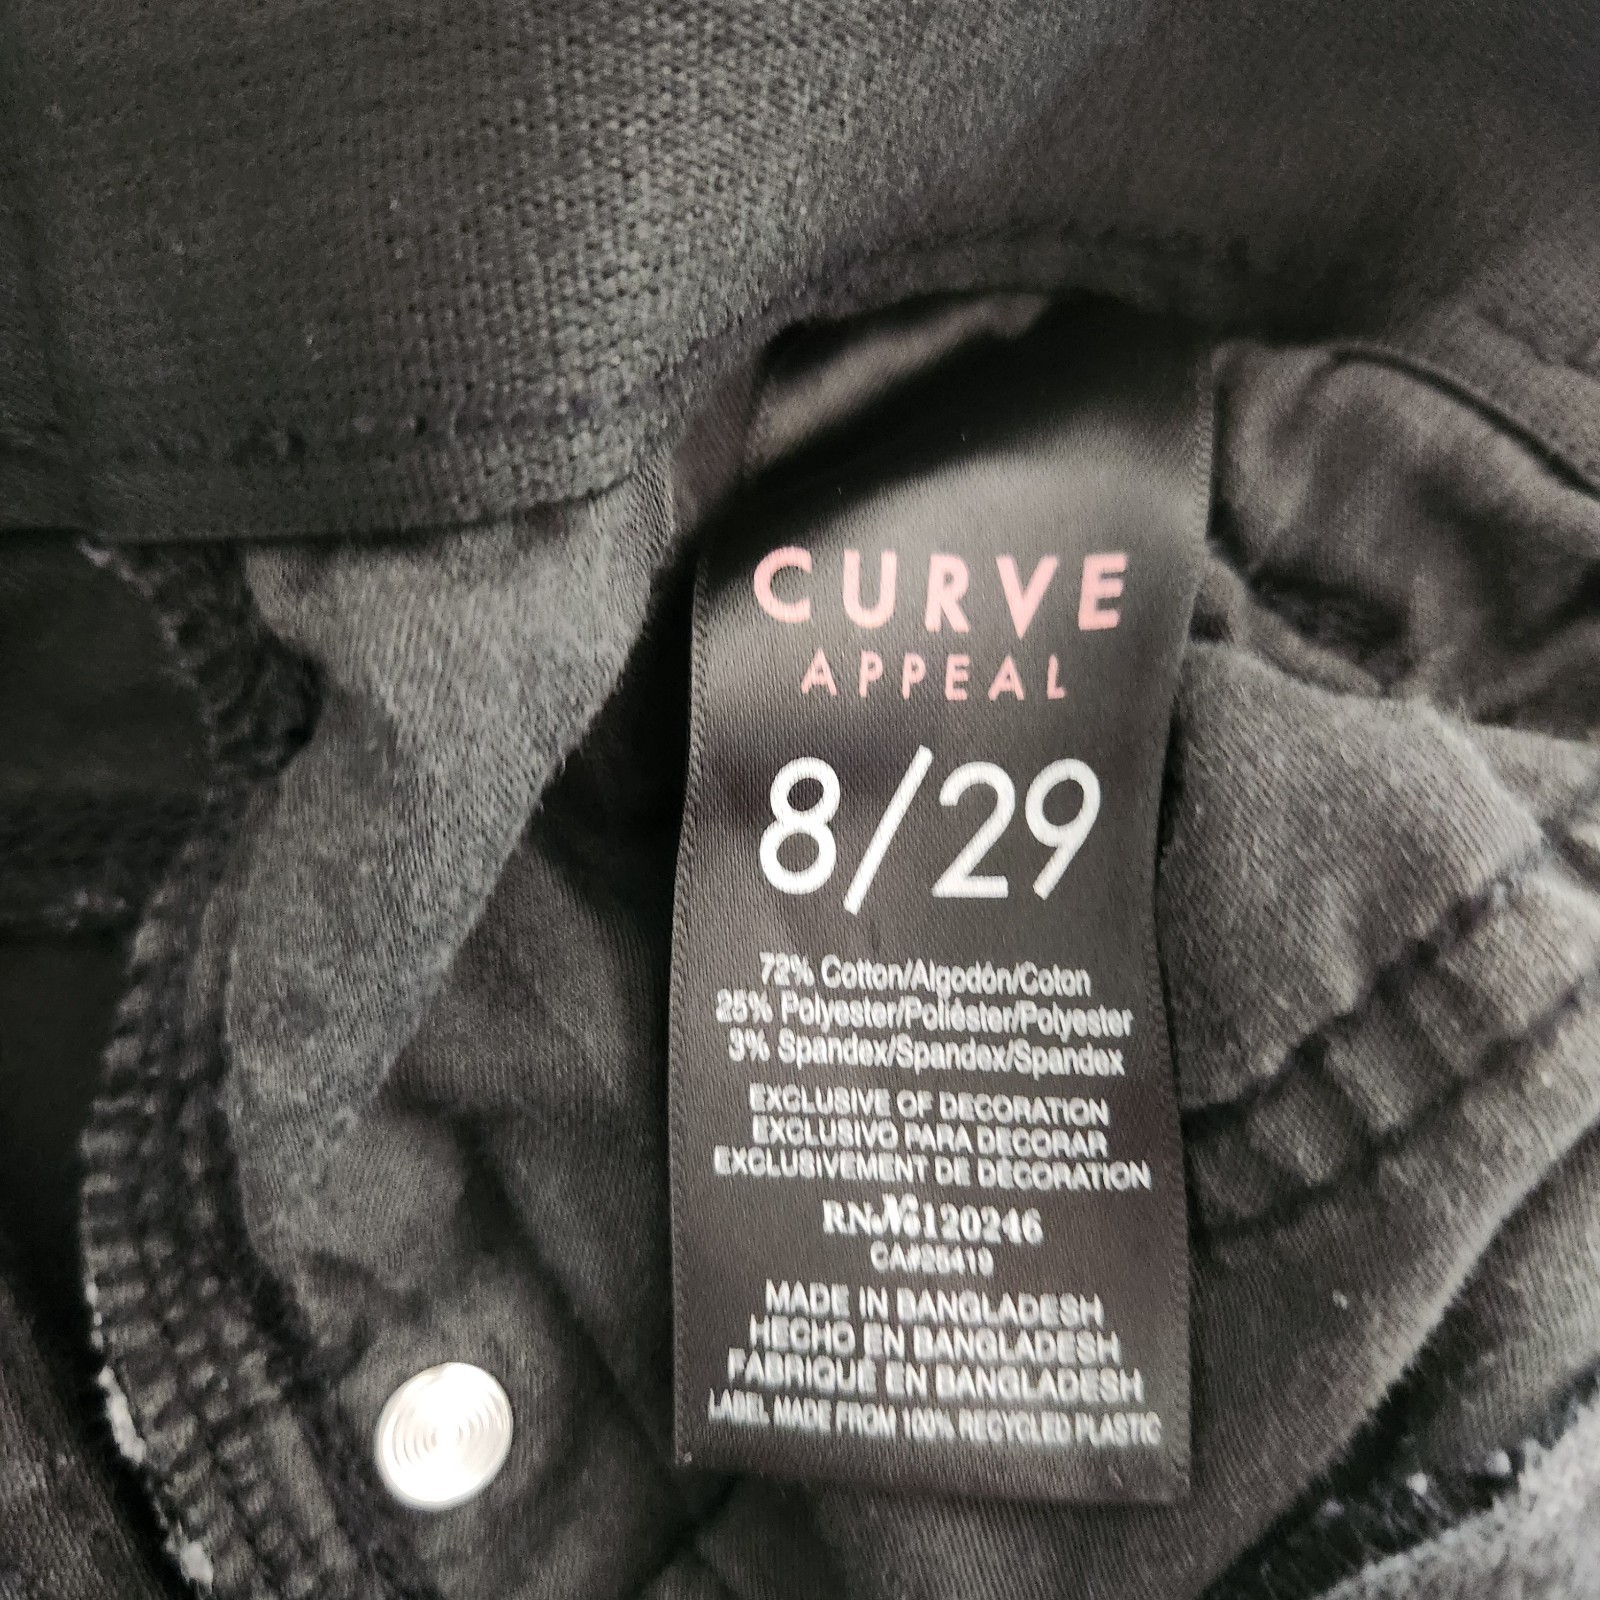 CURVE
APPEAL
8/29
72% Cotton/Algodón/Coton
25% Polyester/Poliéster/Polyester
3% Spandex/Spandex/Spandex
EXCLUSIVE OF DECORATION
EXCLUSIVO PARA DECORAR
EXCLUSIVEMENT DE DÉCORATION
RN№120246
CA#25419
MADE IN BANGLADESH
HECHO EN BANGLADESH
FABRIQUÉ EN BANGLADESH
LABEL MADE FROM 100% RECYCLED PLASTIC